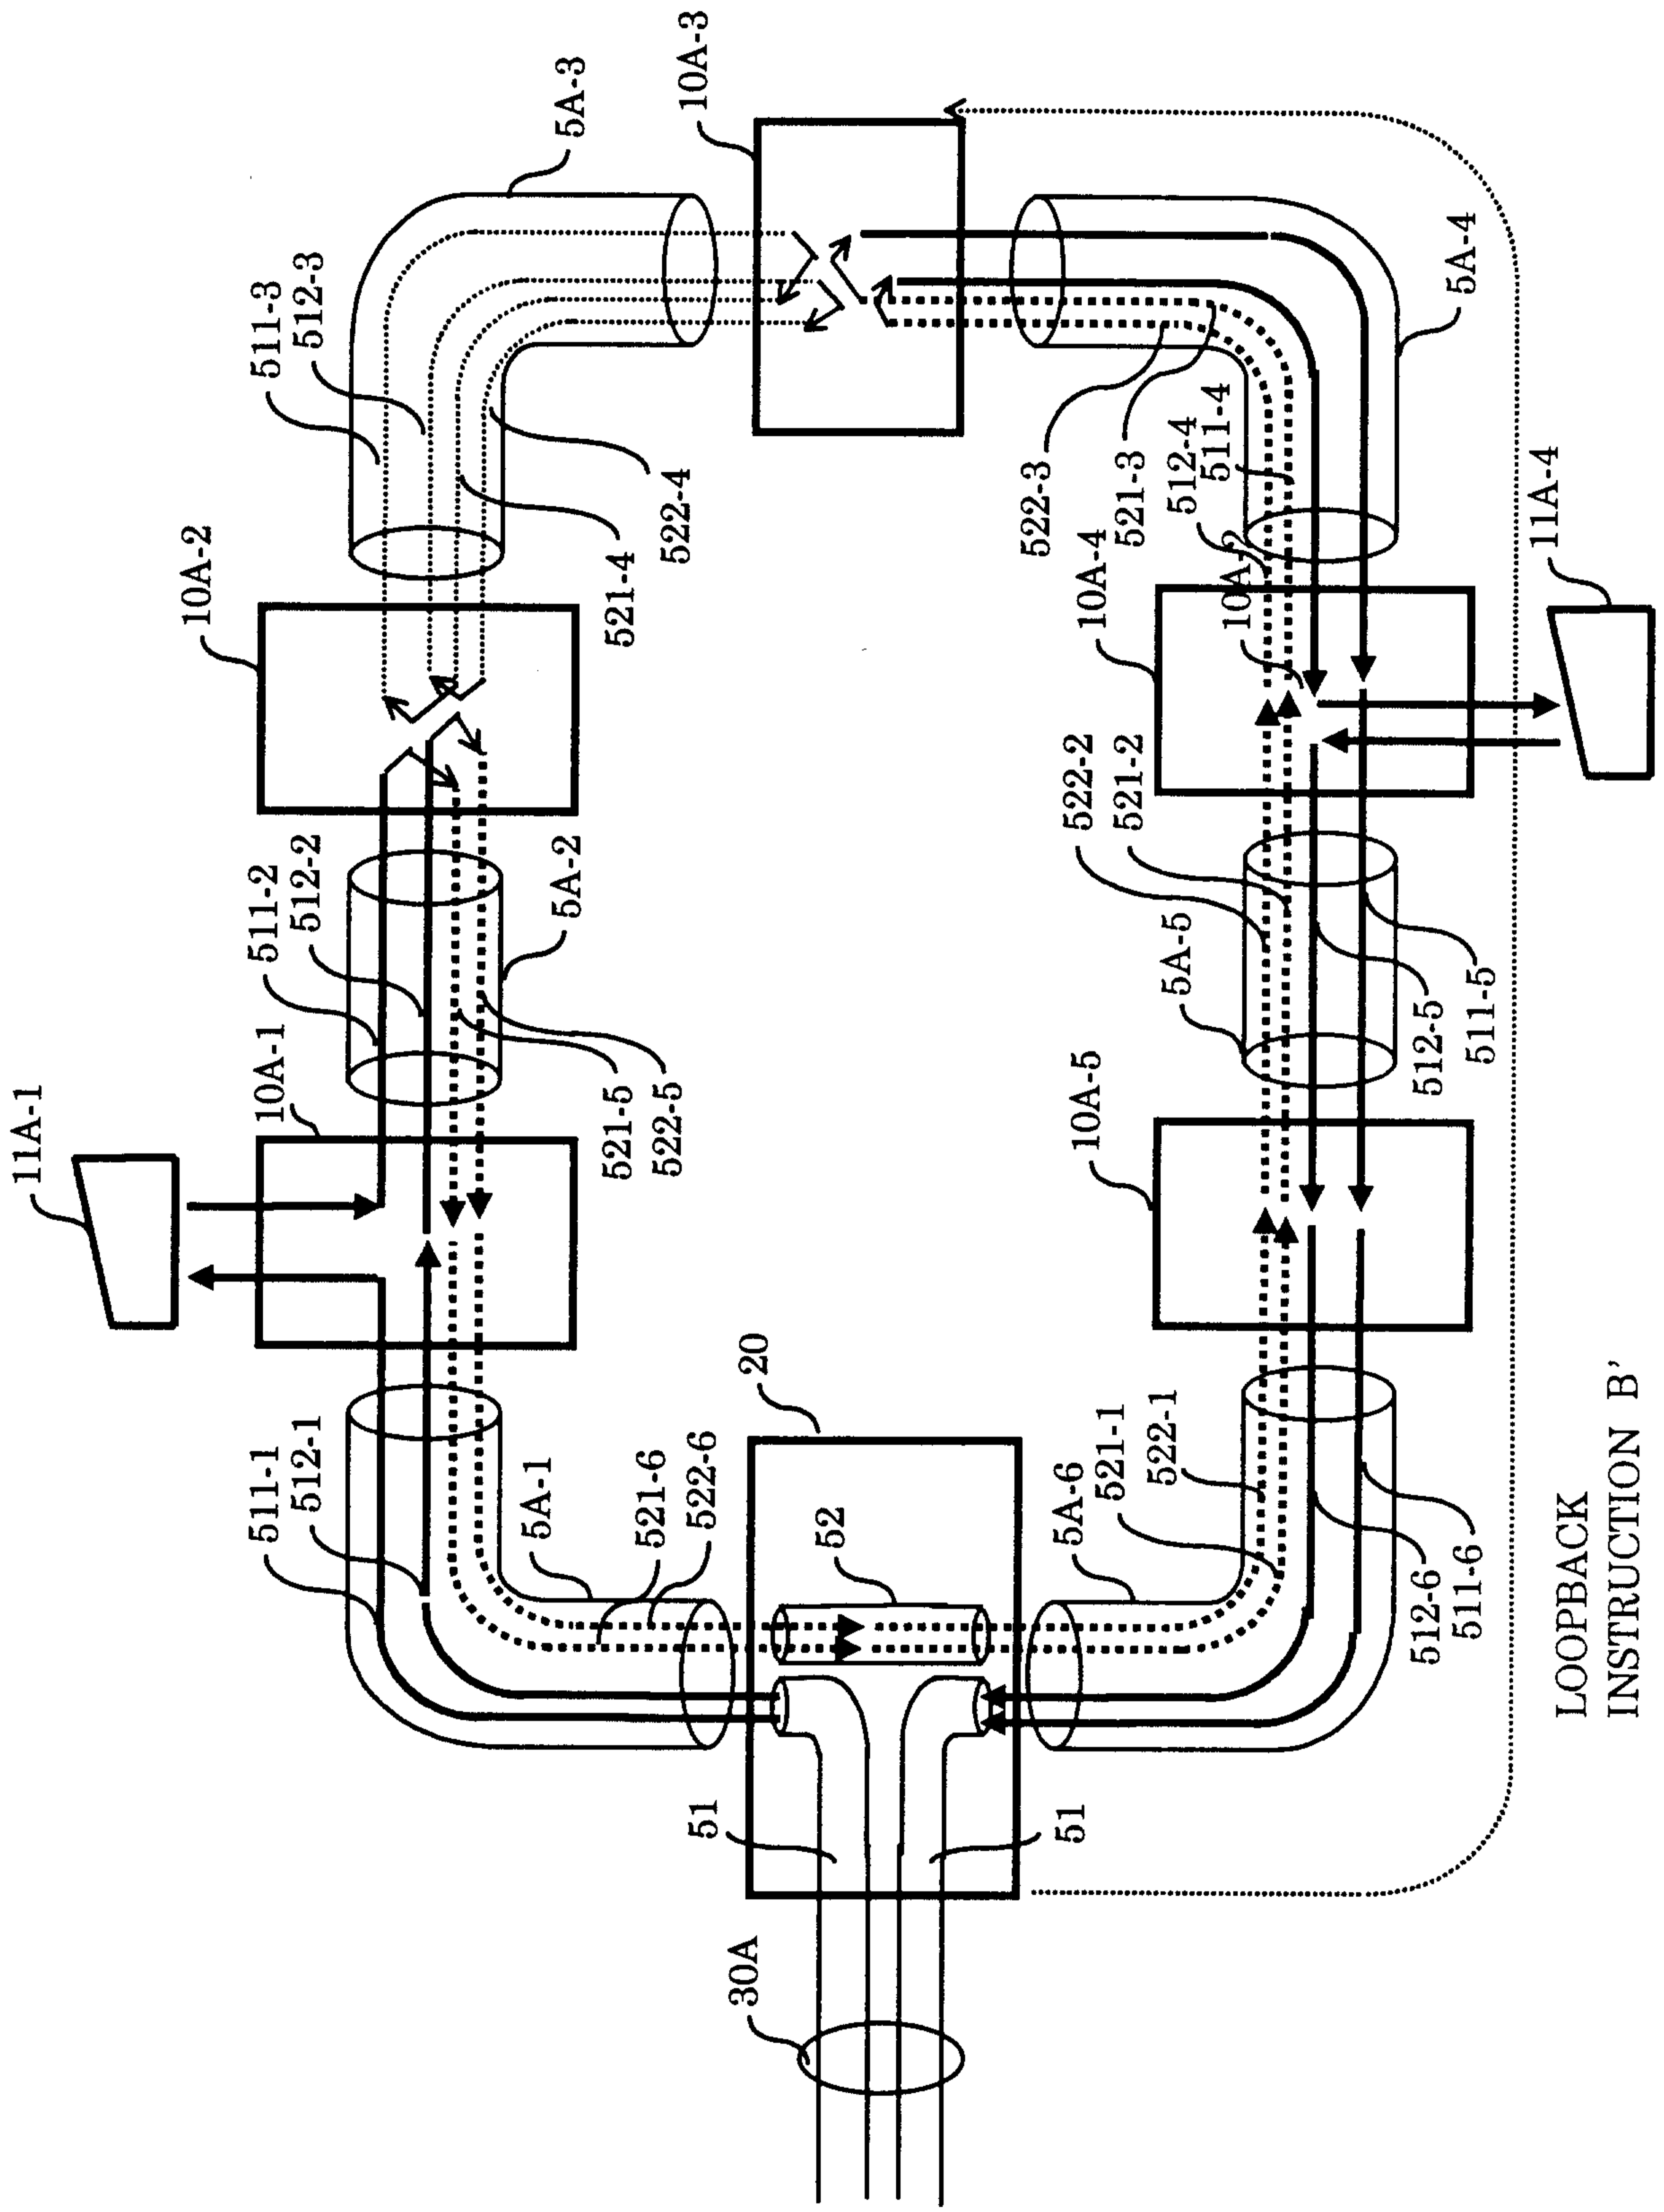 11A-1
10A-1
511-2
512-2
10A-2
511-3
512-3
5A-3
10A-3
511-1
512-1
5A-1
521-6
522-6
521-5
522-5
5A-2
521-4
522-4
20
52
51
51
30A
5A-6
521-1
522-1
10A-5
5A-5
522-2
521-2
10A-4
10A-2
522-3
521-3
512-4
511-4
5A-4
11A-4
512-6
511-6
512-5
511-5
LOOPBACK
INSTRUCTION B'